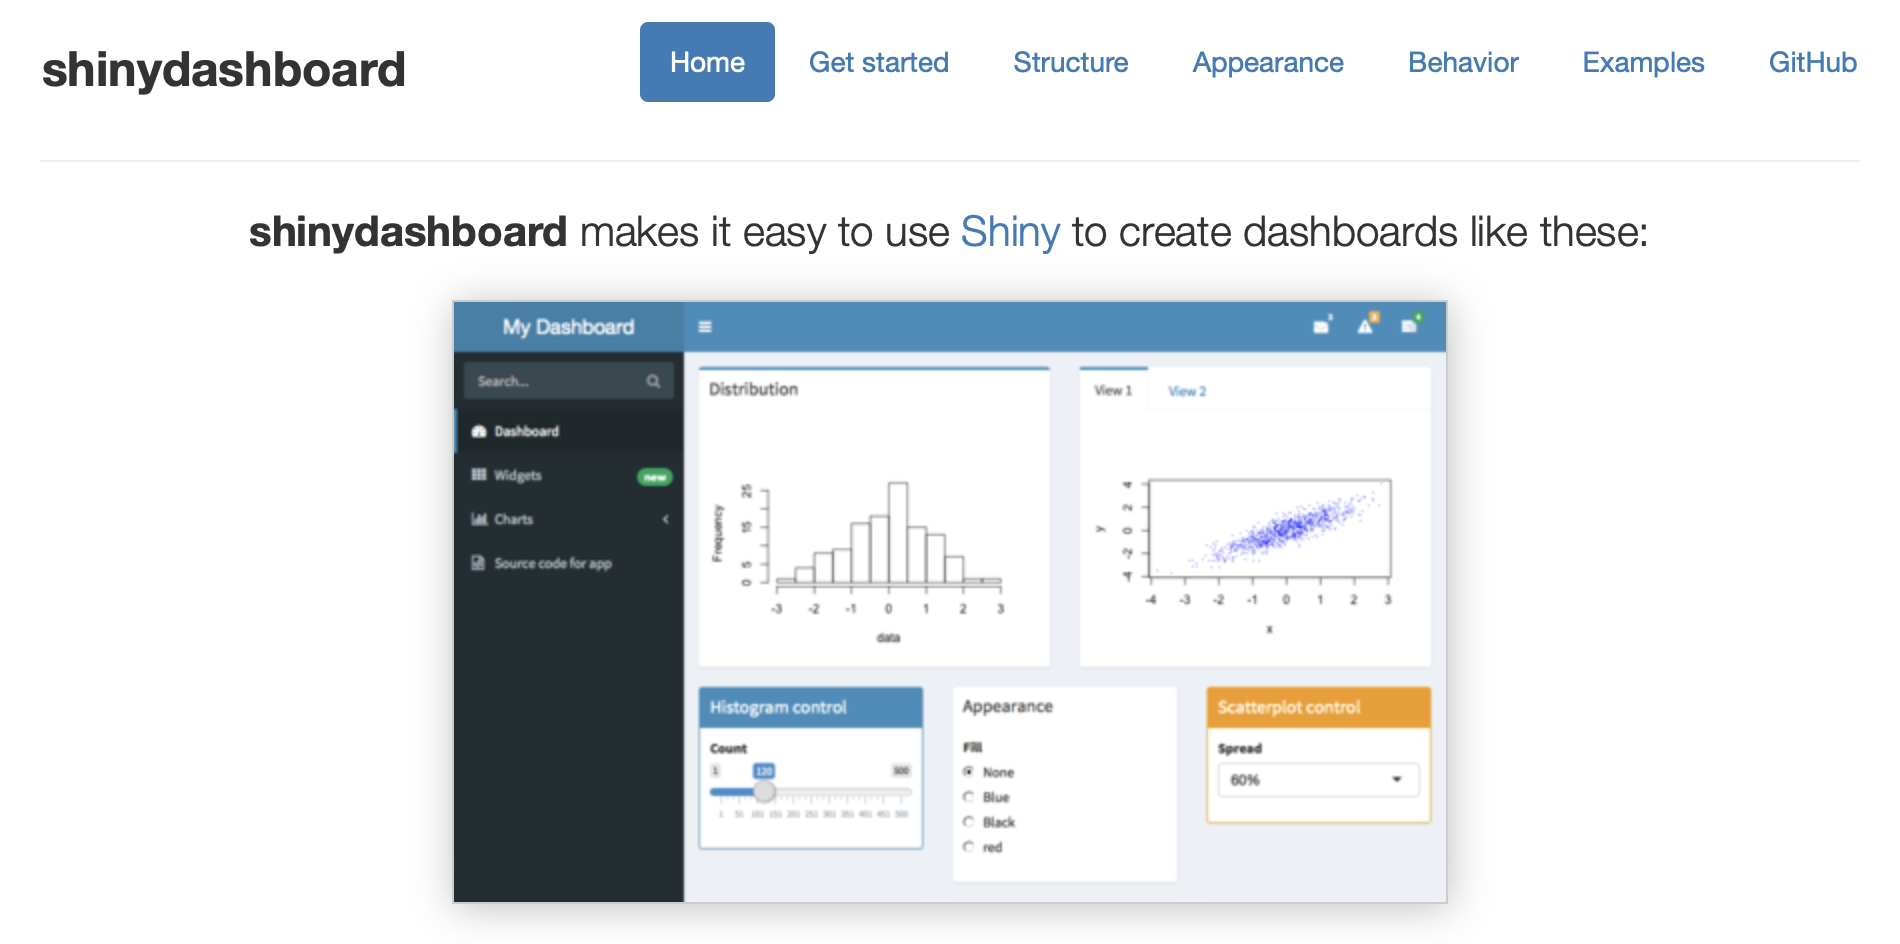 shinydashboard
Home Get started Structure Appearance Behavior Examples GitHub
shinydashboard makes it easy to use Shiny to create dashboards like these:
My Dashboard
Search...
Dashboard
Widgets new
Charts
Source code for app
Distribution
Frequency
0 5 15 25
-3 -2 -1 0 1 2 3
data
View 1 View 2
y
-4 -2 0 2 4
-4 -3 -2 -1 0 1 2 3
x
Histogram control
Count
1 120 500
1 51 101 151 201 251 301 351 401 451 500
Appearance
Fill
None
Blue
Black
red
Scatterplot control
Spread
60%